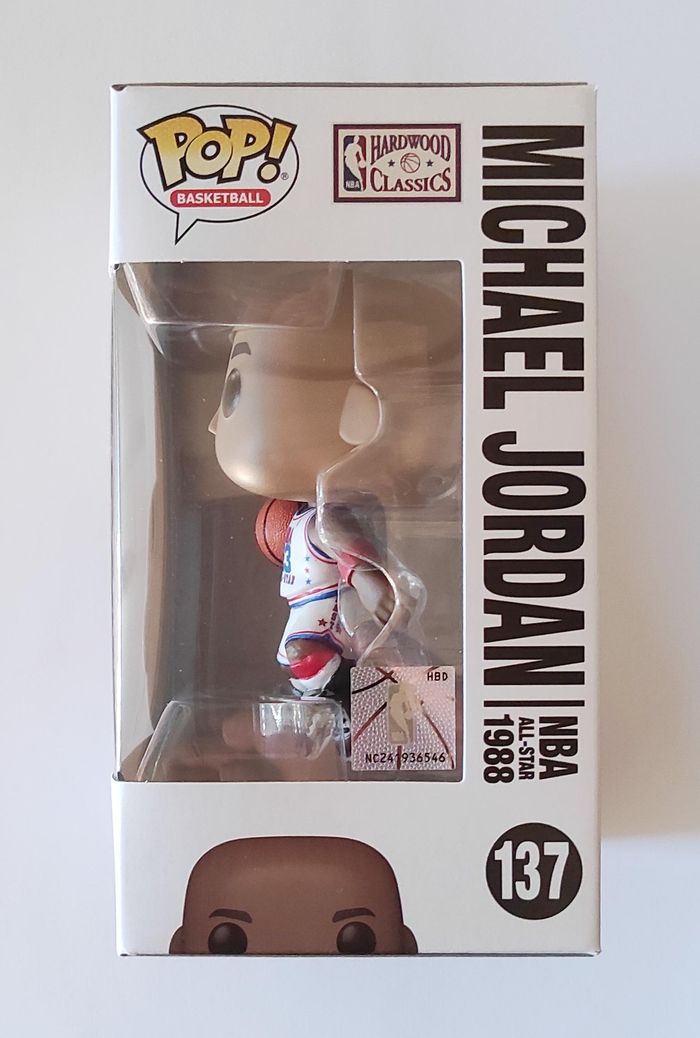 POP!
BASKETBALL
®
HARDWOOD
CLASSICS
NBA
MICHAEL JORDAN
NBA
ALL-STAR
1988
HBD
NC241936546
137